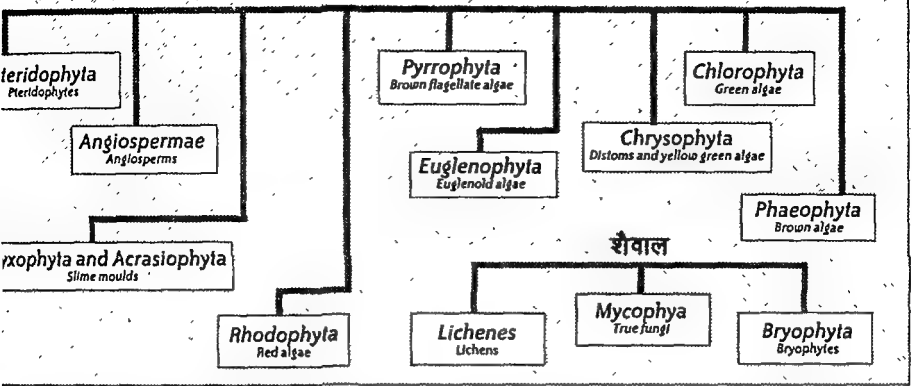 teridophyta
Pteridophytes
Angiospermae
Angiosperms
yxophyta and Acrasiophyta
Slime moulds
Rhodophyta
Red algae
Pyrrophyta
Brown flagellate algae
Euglenophyta
Euglenoid algae
Chrysophyta
Distoms and yellow green algae
Chlorophyta
Green algae
Phaeophyta
Brown algae
शैवाल
Lichenes
Lichens
Mycophya
True fungi
Bryophyta
Bryophytes